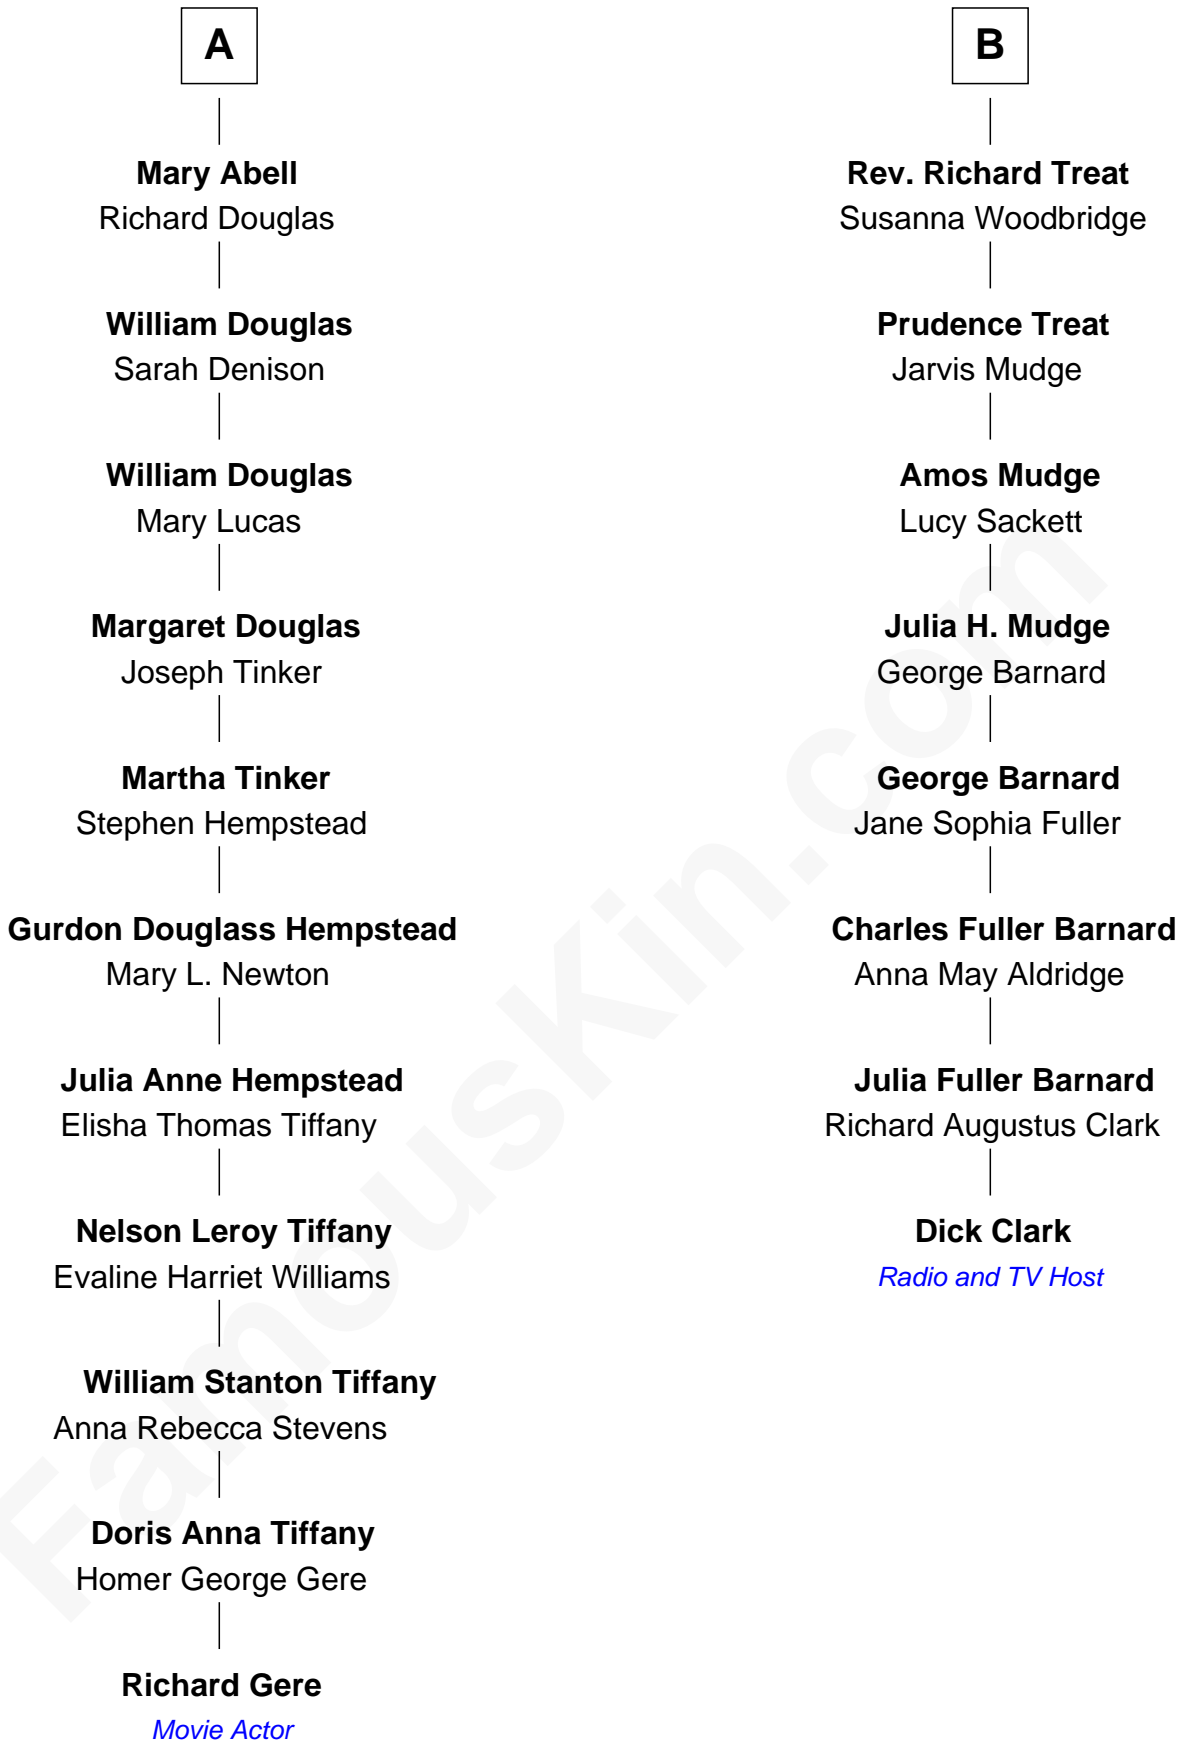 A
Mary Abell
Richard Douglas
William Douglas
Sarah Denison
William Douglas
Mary Lucas
Margaret Douglas
Joseph Tinker
Martha Tinker
Stephen Hempstead
Gurdon Douglass Hempstead
Mary L. Newton
Julia Anne Hempstead
Elisha Thomas Tiffany
Nelson Leroy Tiffany
Evaline Harriet Williams
William Stanton Tiffany
Anna Rebecca Stevens
Doris Anna Tiffany
Homer George Gere
Richard Gere
Movie Actor
B
Rev. Richard Treat
Susanna Woodbridge
Prudence Treat
Jarvis Mudge
Amos Mudge
Lucy Sackett
Julia H. Mudge
George Barnard
George Barnard
Jane Sophia Fuller
Charles Fuller Barnard
Anna May Aldridge
Julia Fuller Barnard
Richard Augustus Clark
Dick Clark
Radio and TV Host
FamousKin.com